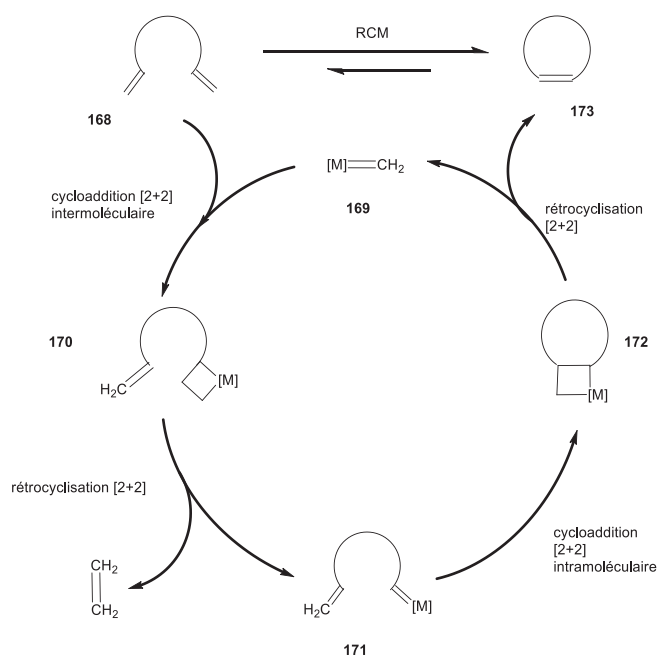 RCM
168
173
[M]=CH2
169
cycloaddition [2+2]
intermoléculaire
rétrocyclisation
[2+2]
170
H2C
[M]
172
[M]
rétrocyclisation [2+2]
cycloaddition
[2+2]
intramoléculaire
CH2
CH2
H2C
[M]
171